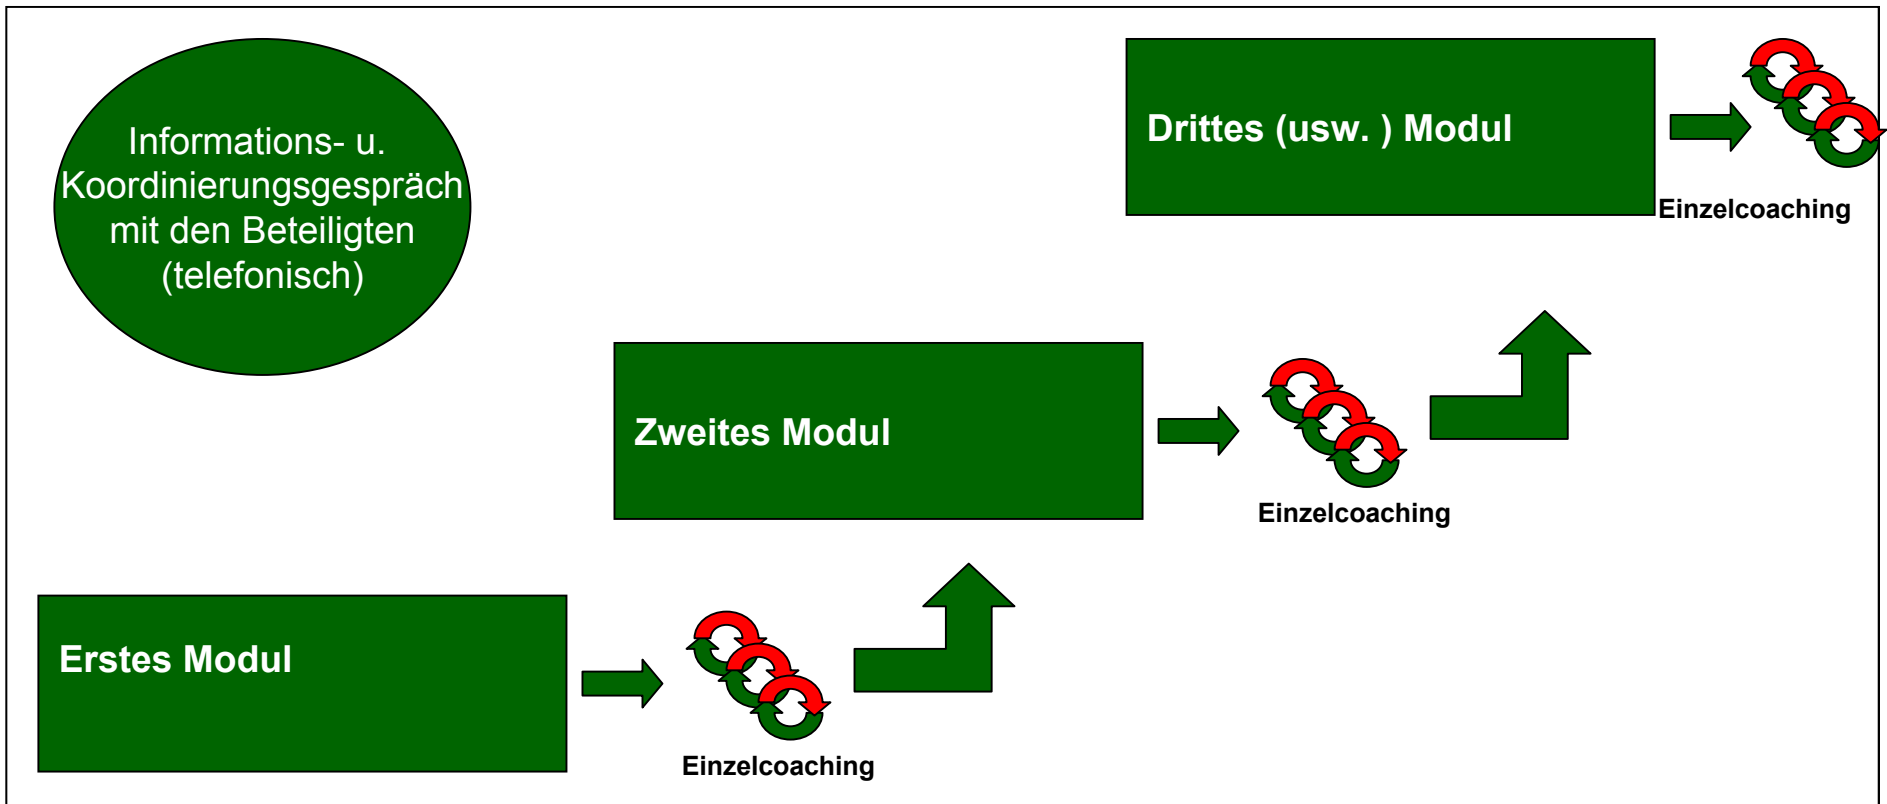 Informations- u.
Koordinierungsgespräch
mit den Beteiligten
(telefonisch)
Drittes (usw. ) Modul
Einzelcoaching
Zweites Modul
Einzelcoaching
Erstes Modul
Einzelcoaching